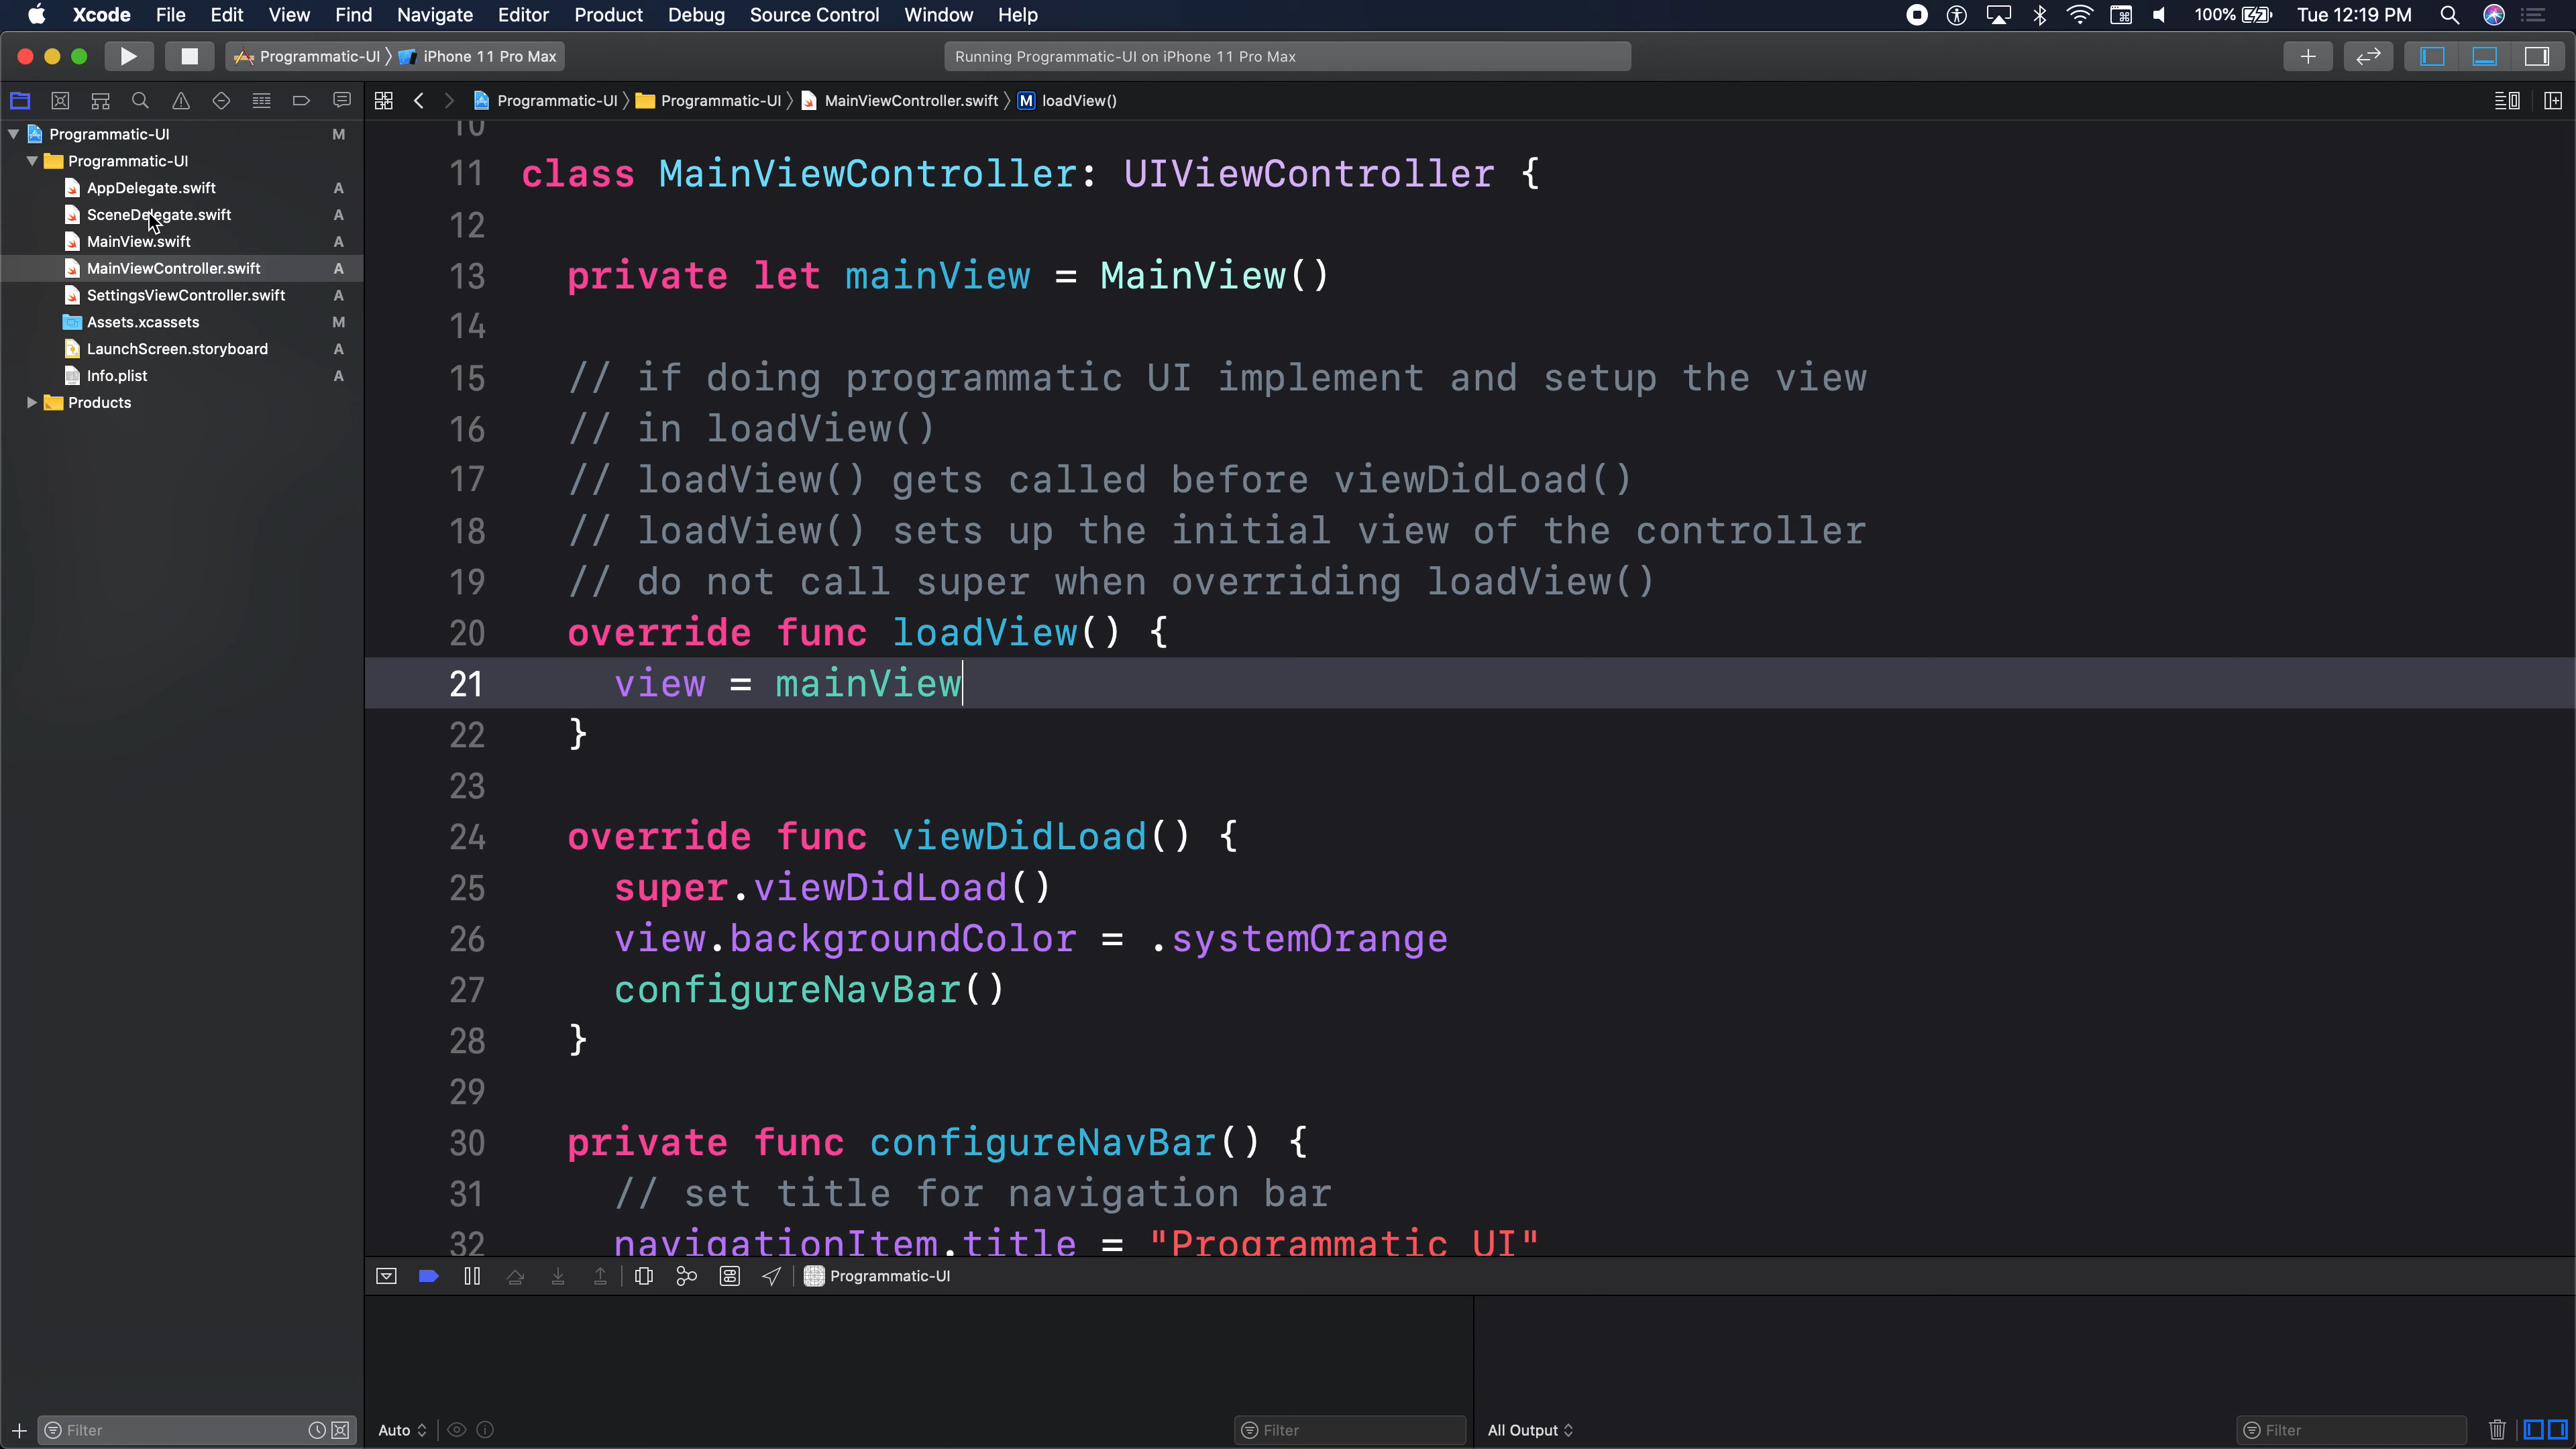 Xcode File Edit View Find Navigate Editor Product Debug Source Control Window Help 100% Tue 12:19 PM
Programmatic-UI iPhone 11 Pro Max Running Programmatic-UI on iPhone 11 Pro Max
Programmatic-UI Programmatic-UI MainViewController.swift M loadView()
Programmatic-UI M
Programmatic-UI
AppDelegate.swift A
SceneDelegate.swift A
MainView.swift A
MainViewController.swift A
SettingsViewController.swift A
Assets.xcassets M
LaunchScreen.storyboard A
Info.plist A
Products
10
11 class MainViewController: UIViewController {
12
13 private let mainView = MainView()
14
15 // if doing programmatic UI implement and setup the view
16 // in loadView()
17 // loadView() gets called before viewDidLoad()
18 // loadView() sets up the initial view of the controller
19 // do not call super when overriding loadView()
20 override func loadView() {
21 view = mainView
22 }
23
24 override func viewDidLoad() {
25 super.viewDidLoad()
26 view.backgroundColor = .systemOrange
27 configureNavBar()
28 }
29
30 private func configureNavBar() {
31 // set title for navigation bar
32 navigationItem.title = "Programmatic UI"
Programmatic-UI
Filter Auto Filter All Output Filter